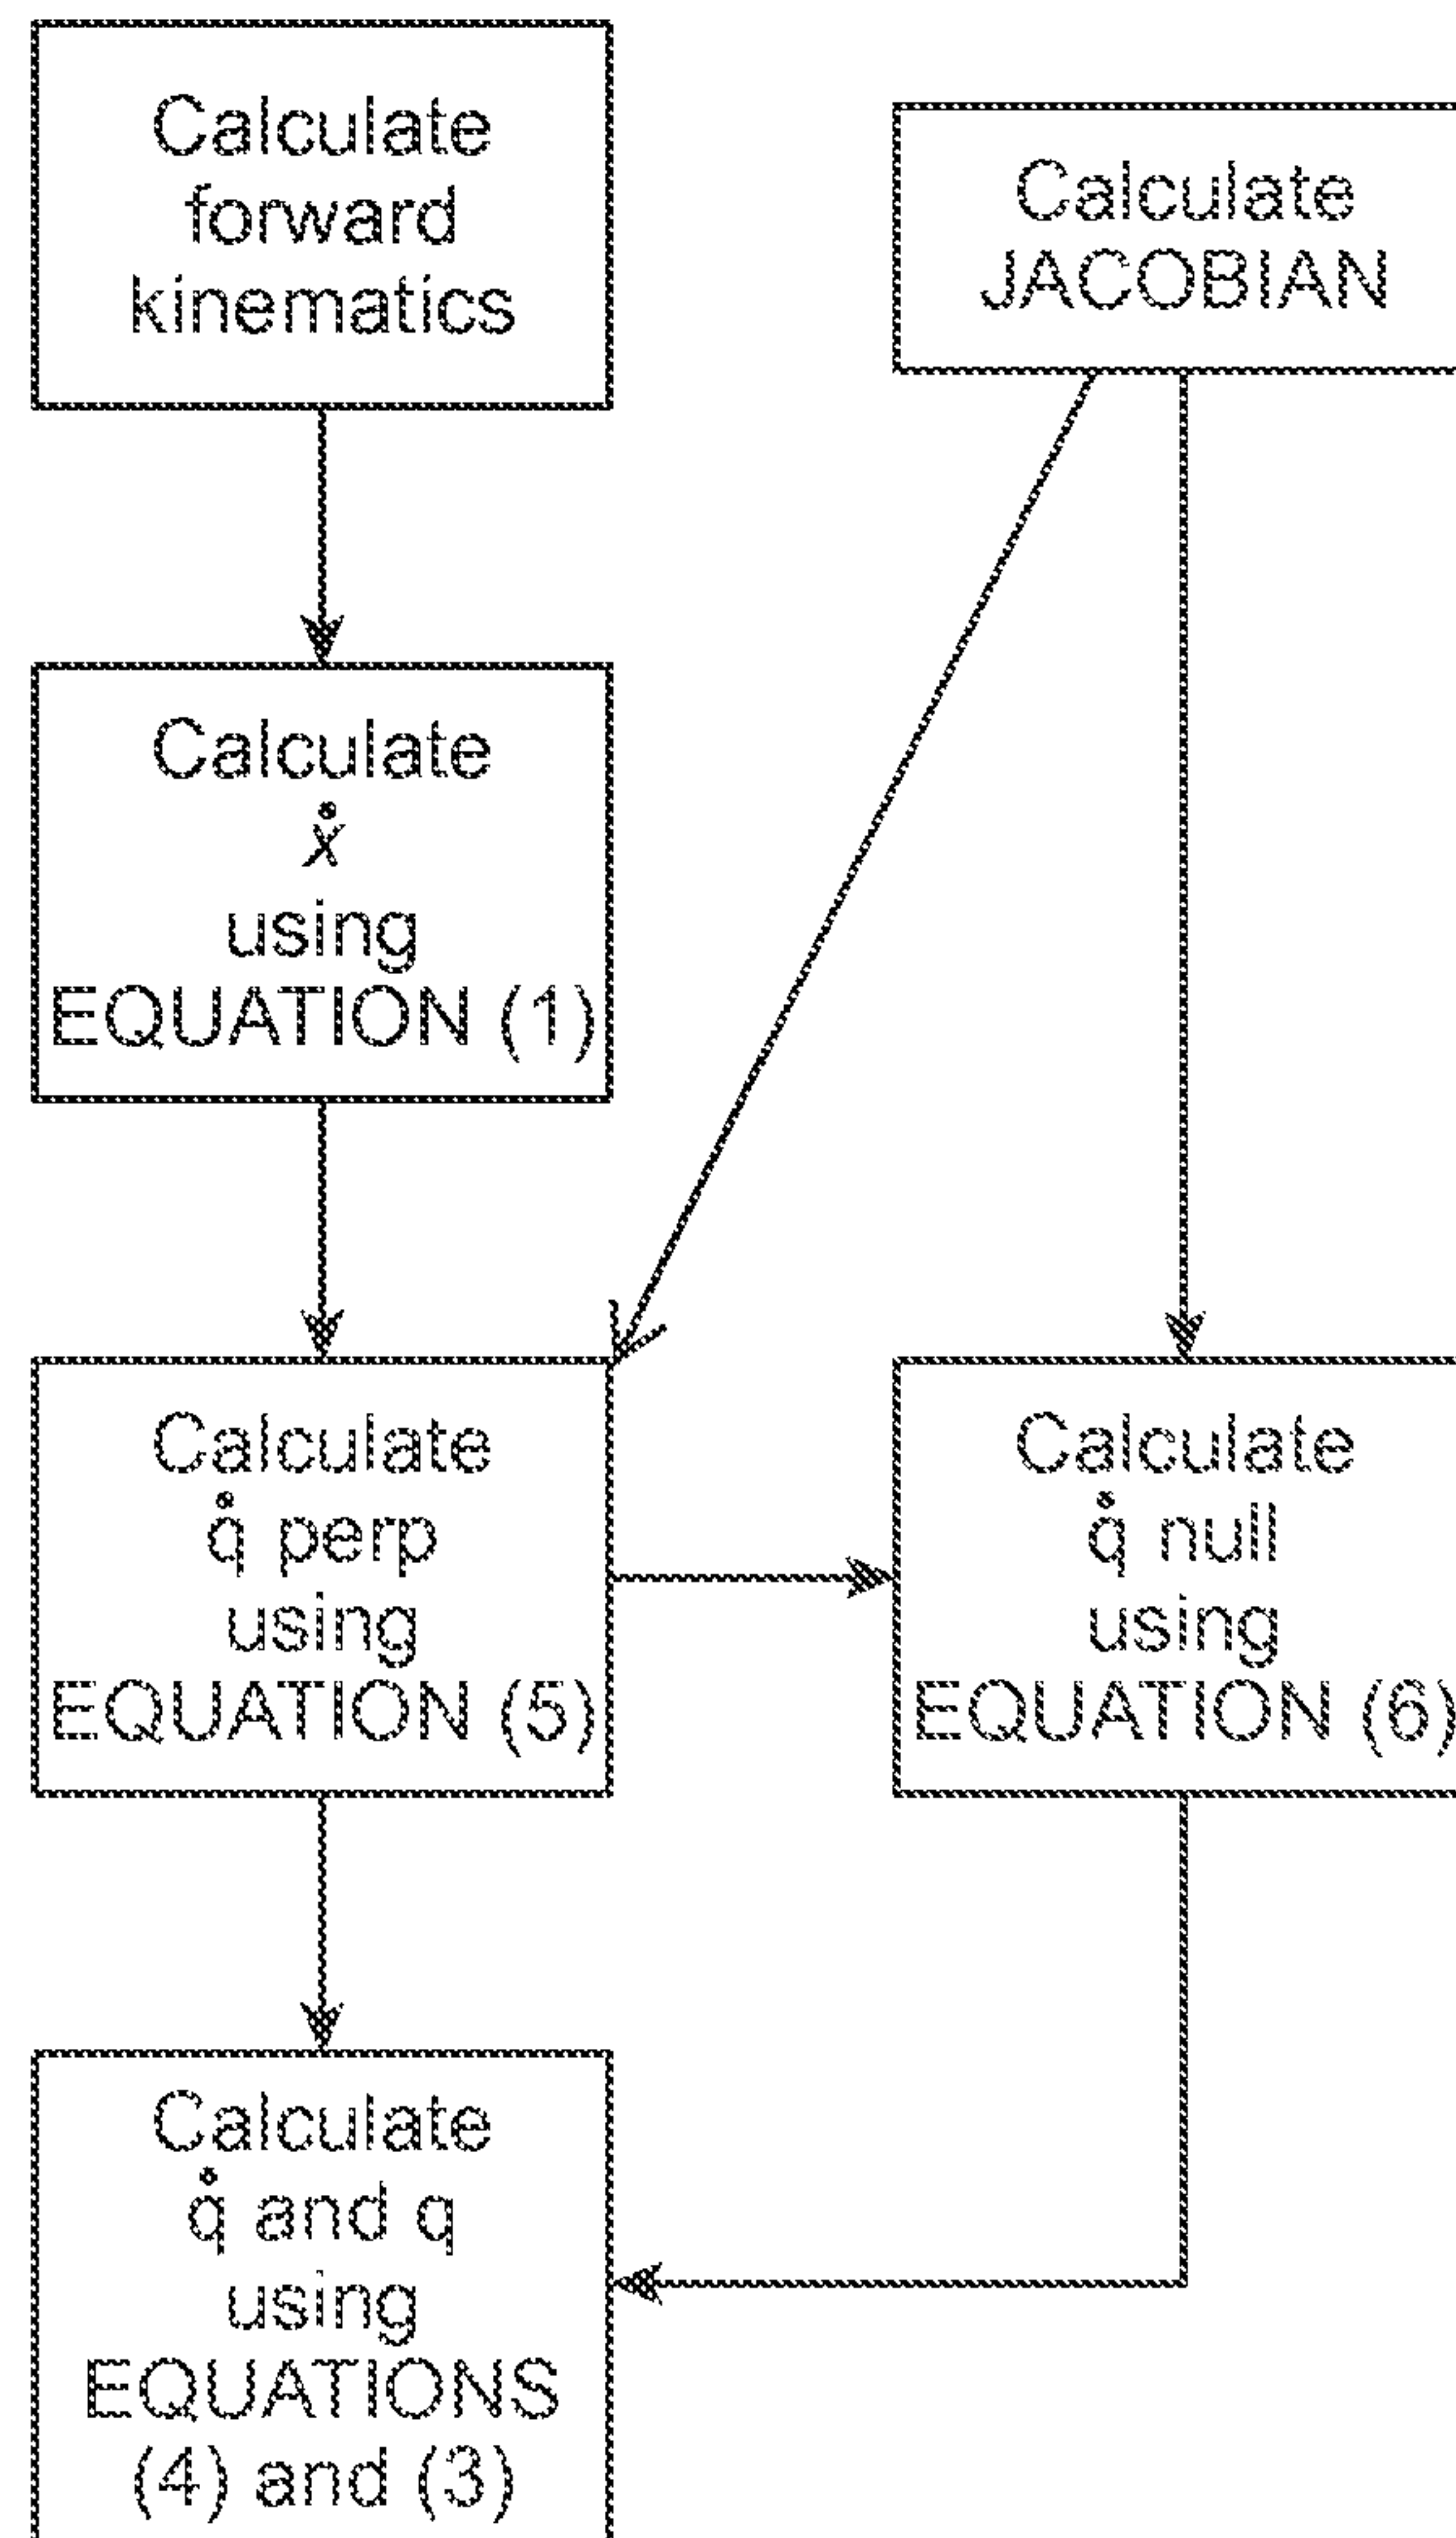 Calculate
forward
kinematics
Calculate
JACOBIAN
Calculate
ẋ
using
EQUATION (1)
Calculate
q̇ perp
using
EQUATION (5)
Calculate
q̇ null
using
EQUATION (6)
Calculate
q̇ and q
using
EQUATIONS
(4) and (3)